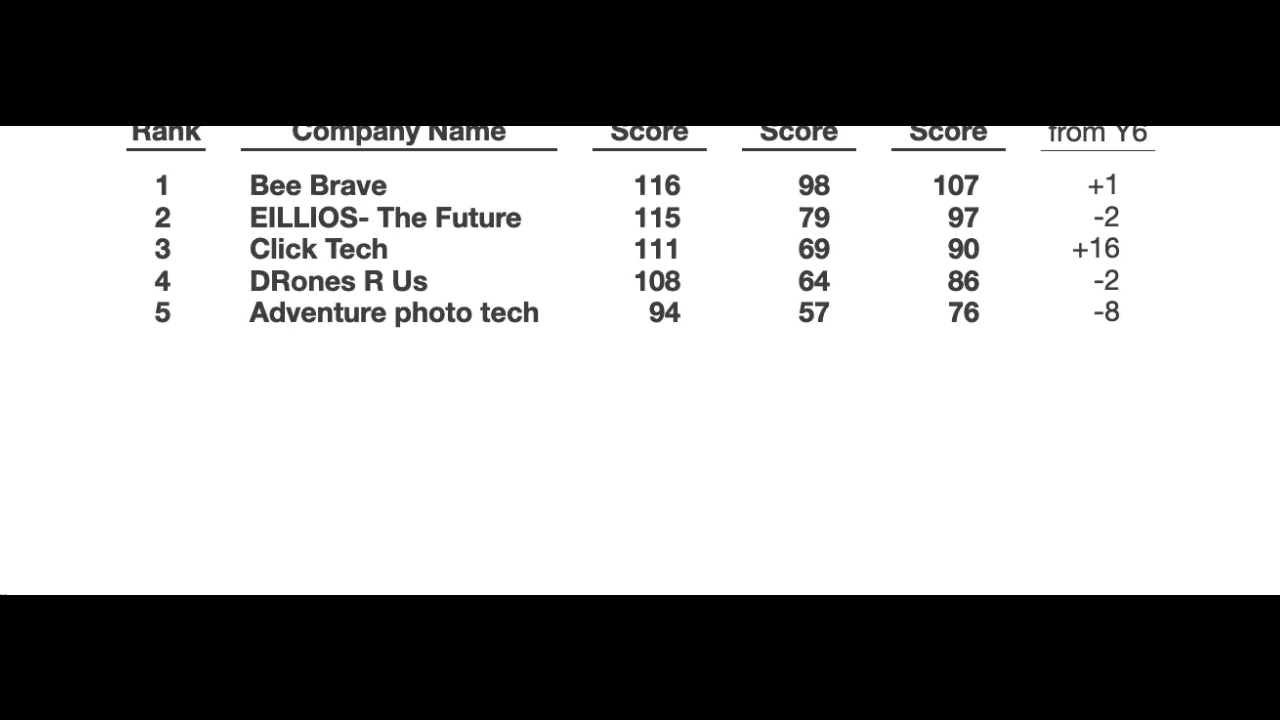 Rank Company Name Score Score Score from Y6
1 Bee Brave 116 98 107 +1
2 EILLIOS- The Future 115 79 97 -2
3 Click Tech 111 69 90 +16
4 DRones R Us 108 64 86 -2
5 Adventure photo tech 94 57 76 -8